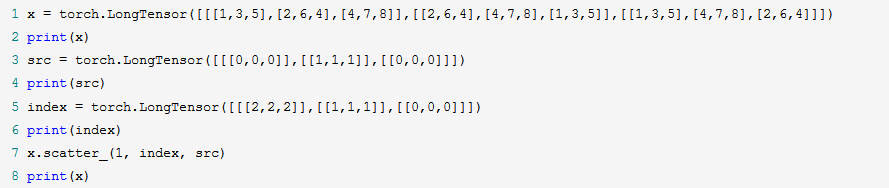 1 x = torch.LongTensor([[[1,3,5],[2,6,4],[4,7,8]],[[2,6,4],[4,7,8],[1,3,5]],[[1,3,5],[4,7,8],[2,6,4]]])
2 print(x)
3 src = torch.LongTensor([[[0,0,0]],[[1,1,1]],[[0,0,0]]])
4 print(src)
5 index = torch.LongTensor([[[2,2,2]],[[1,1,1]],[[0,0,0]]])
6 print(index)
7 x.scatter_(1, index, src)
8 print(x)